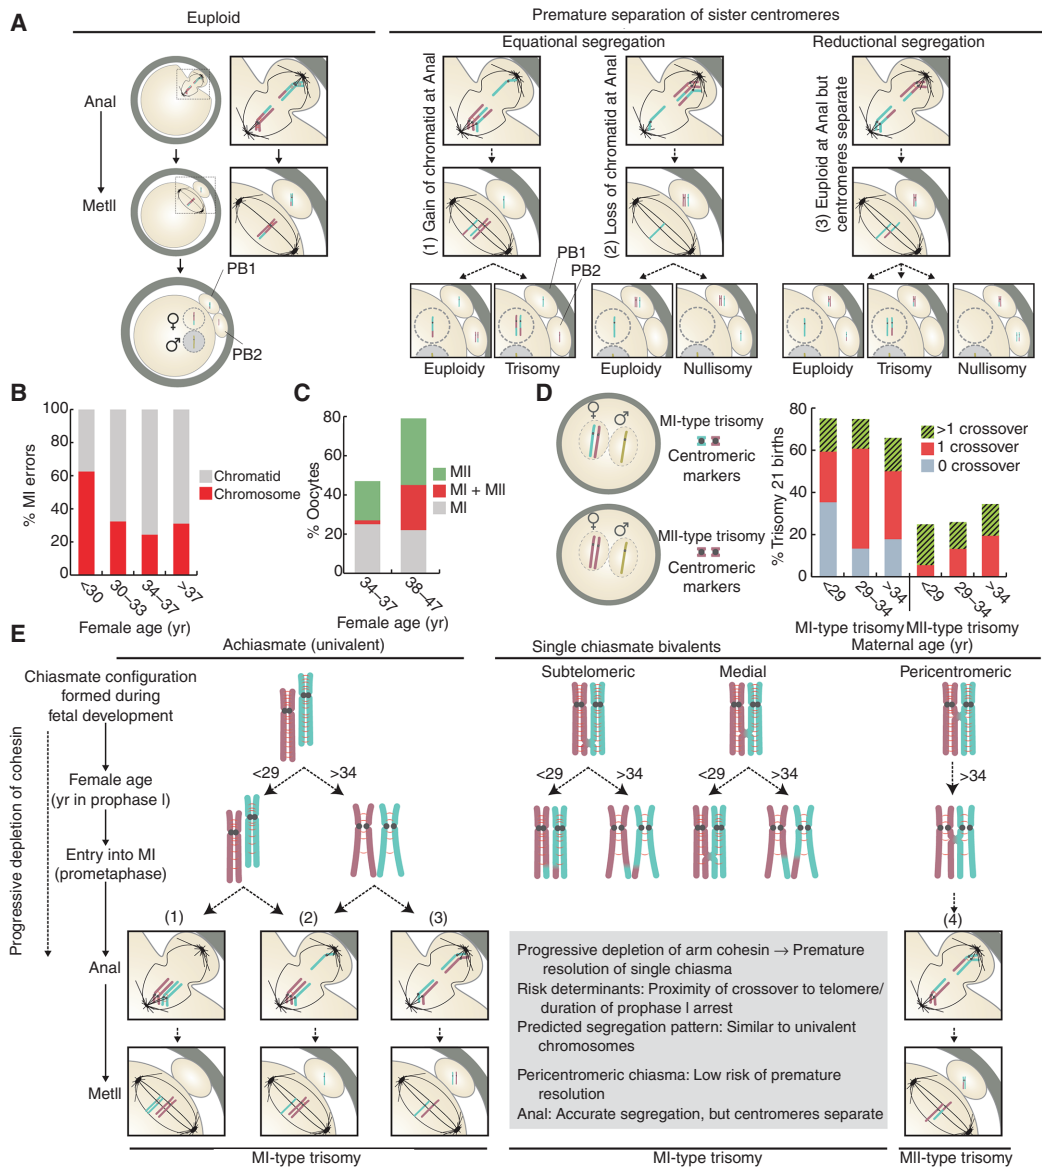 A
Euploid
Premature separation of sister centromeres
Equational segregation
Reductional segregation
AnaI
MetII
(1) Gain of chromatid at AnaI
(2) Loss of chromatid at AnaI
(3) Euploid at AnaI but
centromeres separate
PB1
PB2
PB1
PB2
♀
♂
Euploidy
Trisomy
Euploidy
Nullisomy
Euploidy
Trisomy
Nullisomy
B
% MI errors
100
80
60
40
20
0
Chromatid
Chromosome
<30
30–33
34–37
>37
Female age (yr)
C
% Oocytes
80
60
40
20
0
MII
MI + MII
MI
34–37
38–47
Female age (yr)
D
♀
♂
MI-type trisomy
Centromeric
markers
♀
♂
MII-type trisomy
Centromeric
markers
% Trisomy 21 births
80
60
40
20
0
>1 crossover
1 crossover
0 crossover
<29
29–34
>34
<29
29–34
>34
MI-type trisomy
MII-type trisomy
Maternal age (yr)
E
Achiasmate (univalent)
Single chiasmate bivalents
Subtelomeric
Medial
Pericentromeric
Chiasmate configuration
formed during
fetal development
Progressive depletion of cohesin
Female age
(yr in prophase I)
Entry into MI
(prometaphase)
AnaI
MetII
<29
>34
<29
>34
<29
>34
>34
(1)
(2)
(3)
(4)
Progressive depletion of arm cohesin → Premature
resolution of single chiasma
Risk determinants: Proximity of crossover to telomere/
duration of prophase I arrest
Predicted segregation pattern: Similar to univalent
chromosomes
Pericentromeric chiasma: Low risk of premature
resolution
AnaI: Accurate segregation, but centromeres separate
MI-type trisomy
MI-type trisomy
MII-type trisomy